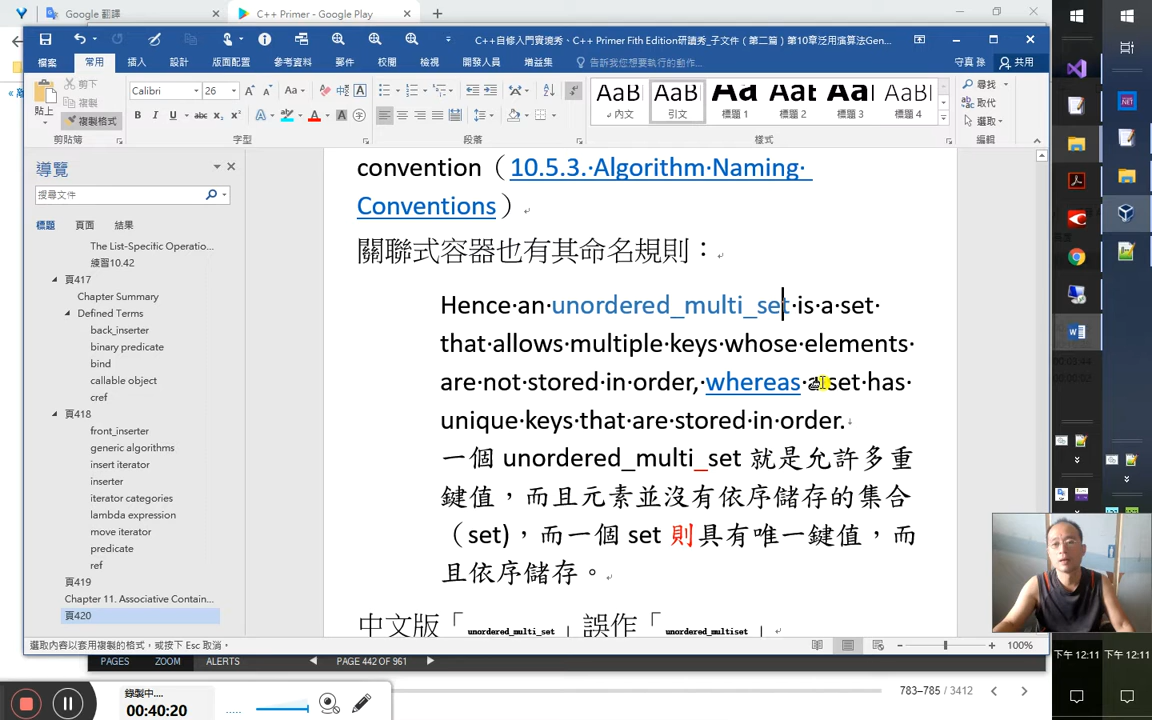 Google 翻譯
C++ Primer - Google Play
C++自修入門實境秀、C++ Primer Fith Edition研讀秀_子文件（第二篇）第10章泛用演算法Gen...
檔案 常用 插入 設計 版面配置 參考資料 郵件 校閱 檢視 開發人員 增益集 告訴我您想要執行的動作... 守真 孫 共用
貼上 剪下 複製 複製格式
Calibri 26
AaBb AaBb AaB AaB AaB AaBb
內文 引文 標題 1 標題 2 標題 3 標題 4
尋找 取代 選取
剪貼簿 字型 段落 樣式 編輯
導覽
搜尋文件
標題 頁面 結果
The List-Specific Operatio...
練習10.42
頁417
Chapter Summary
Defined Terms
back_inserter
binary predicate
bind
callable object
cref
頁418
front_inserter
generic algorithms
insert iterator
inserter
iterator categories
lambda expression
move iterator
predicate
ref
頁419
Chapter 11. Associative Contain...
頁420
convention（10.5.3. Algorithm Naming
Conventions）
關聯式容器也有其命名規則：
Hence an unordered_multi_set is a set
that allows multiple keys whose elements
are not stored in order, whereas a set has
unique keys that are stored in order.
一個 unordered_multi_set 就是允許多重
鍵值，而且元素並沒有依序儲存的集合
（set)，而一個 set 則具有唯一鍵值，而
且依序儲存。
中文版「unordered_multi_set」誤作「unordered_multiset」
選取內容以套用複製的格式，或按下 Esc 取消。 100%
PAGES ZOOM ALERTS PAGE 442 OF 961
783–785 / 3412
錄製中...
00:40:20
下午 12:11 下午 12:11